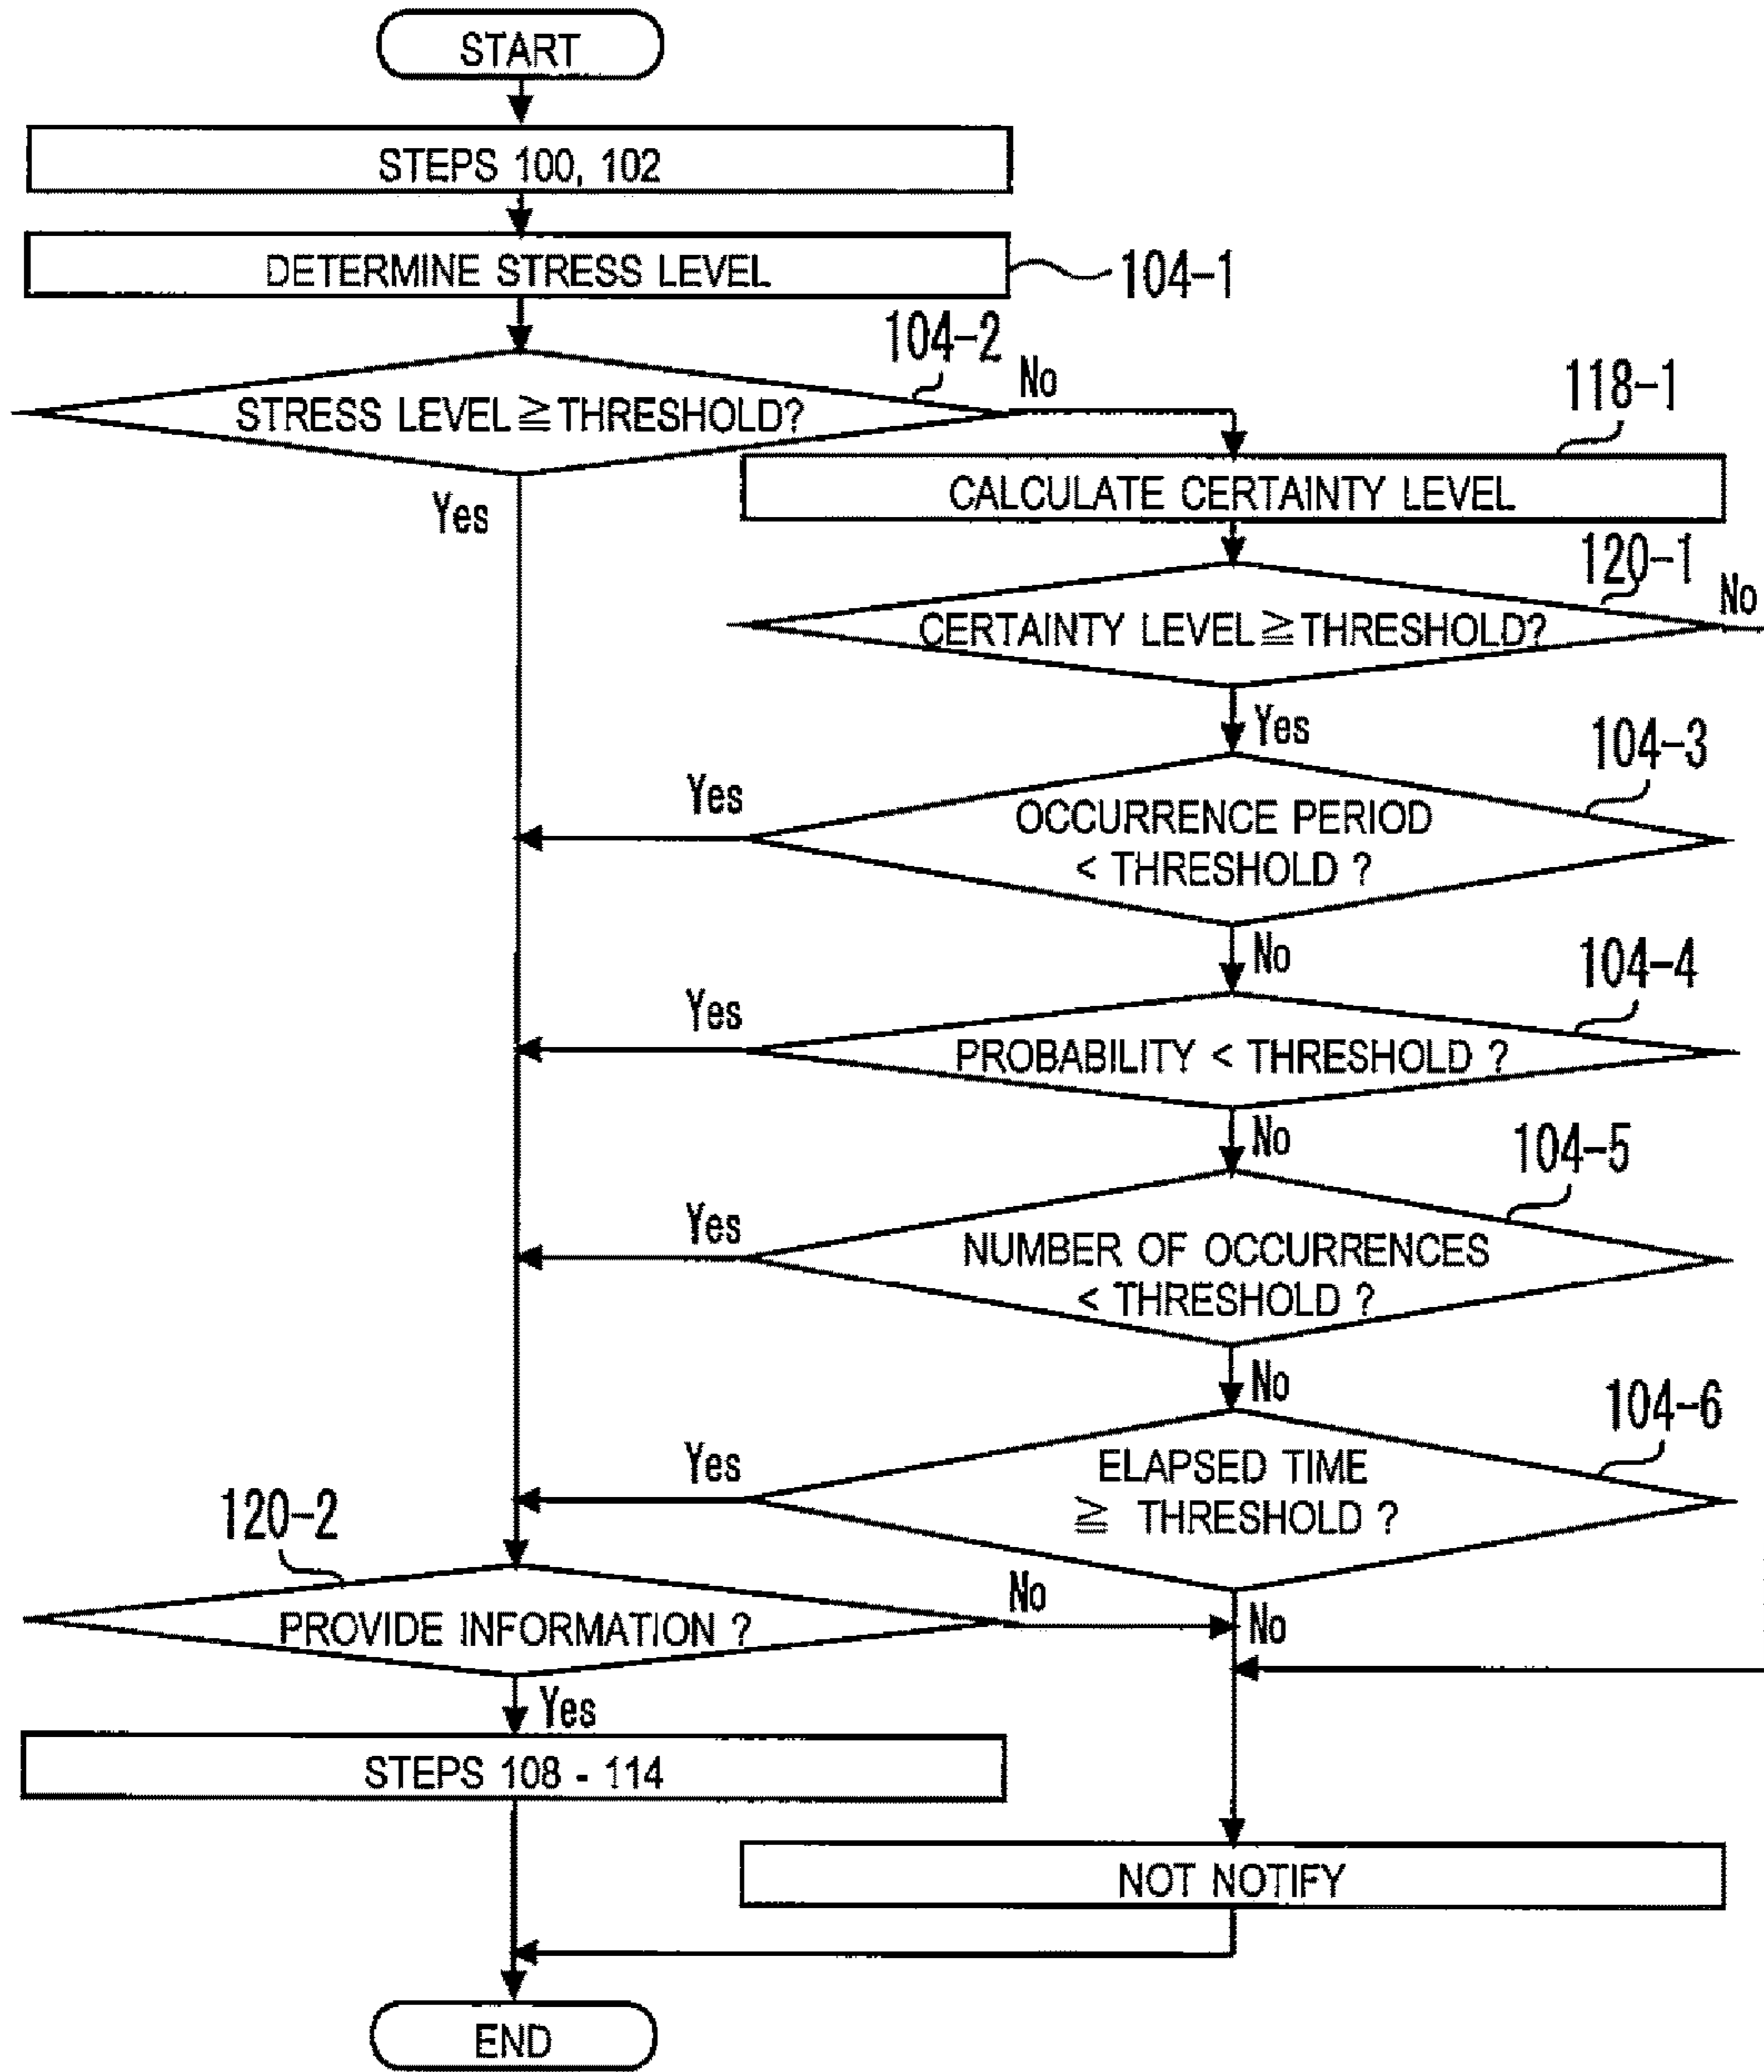 START
STEPS 100, 102
DETERMINE STRESS LEVEL
104-1
104-2
STRESS LEVEL ≧ THRESHOLD?
No
Yes
118-1
CALCULATE CERTAINTY LEVEL
120-1
No
CERTAINTY LEVEL ≧ THRESHOLD?
Yes
104-3
Yes
OCCURRENCE PERIOD
< THRESHOLD ?
No
104-4
Yes
PROBABILITY < THRESHOLD ?
No
104-5
Yes
NUMBER OF OCCURRENCES
< THRESHOLD ?
No
104-6
Yes
ELAPSED TIME
≧ THRESHOLD ?
No
120-2
PROVIDE INFORMATION ?
No
Yes
STEPS 108 - 114
NOT NOTIFY
END